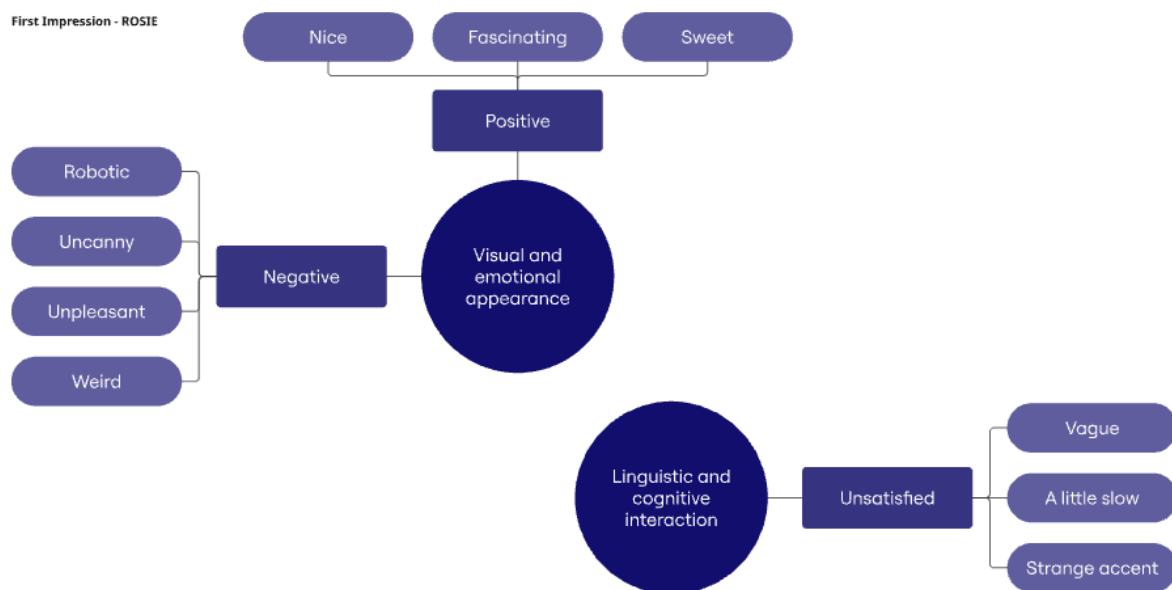 First Impression - ROSIE
Nice
Fascinating
Sweet
Positive
Robotic
Uncanny
Unpleasant
Weird
Negative
Visual and
emotional
appearance
Linguistic and
cognitive
interaction
Unsatisfied
Vague
A little slow
Strange accent